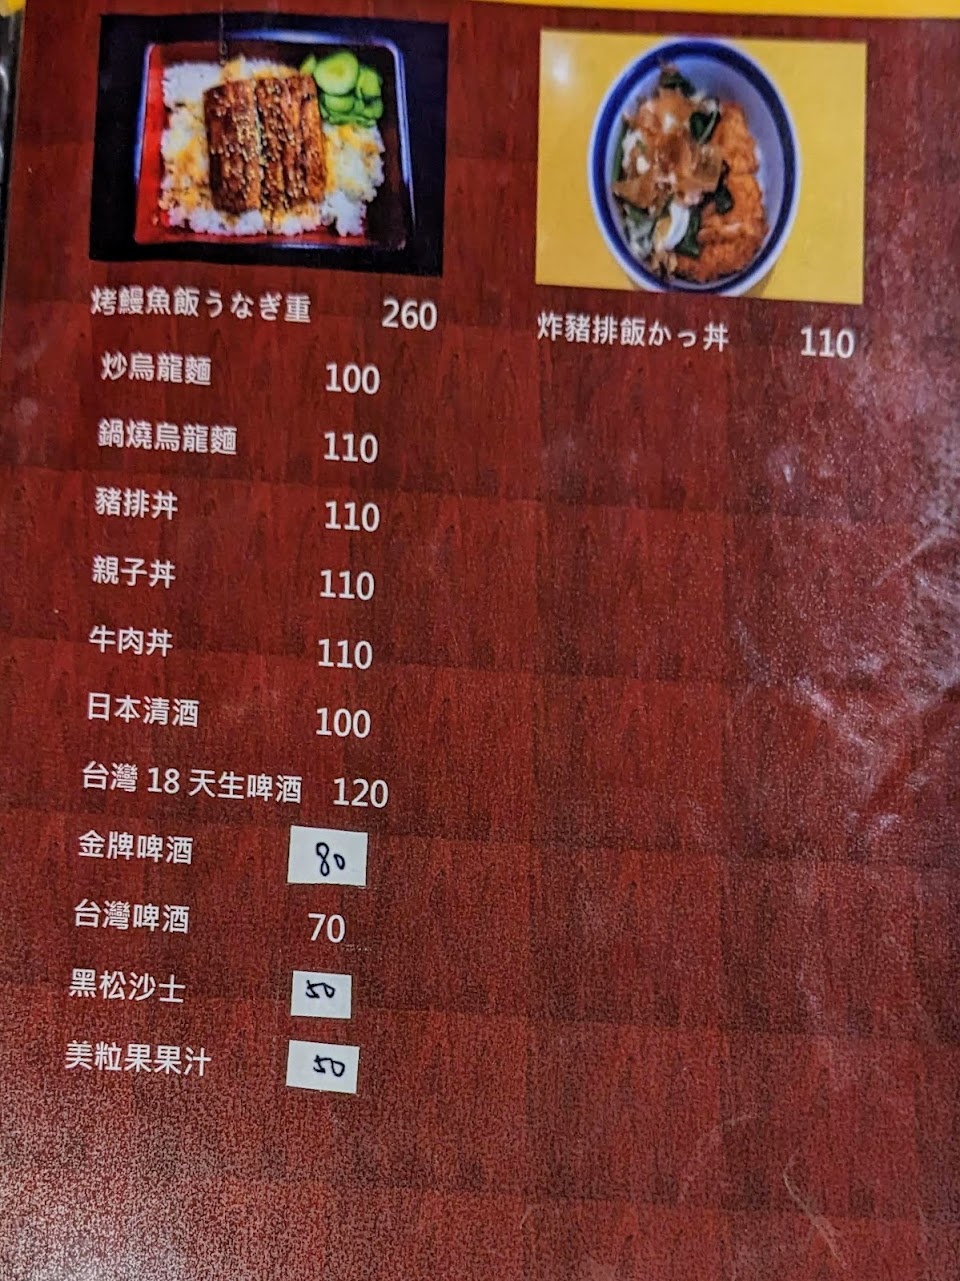 烤鰻魚飯うなぎ重 260
炸豬排飯かっ丼 110
炒烏龍麵 100
鍋燒烏龍麵 110
豬排丼 110
親子丼 110
牛肉丼 110
日本清酒 100
台灣 18 天生啤酒 120
金牌啤酒 80
台灣啤酒 70
黑松沙士 50
美粒果果汁 50